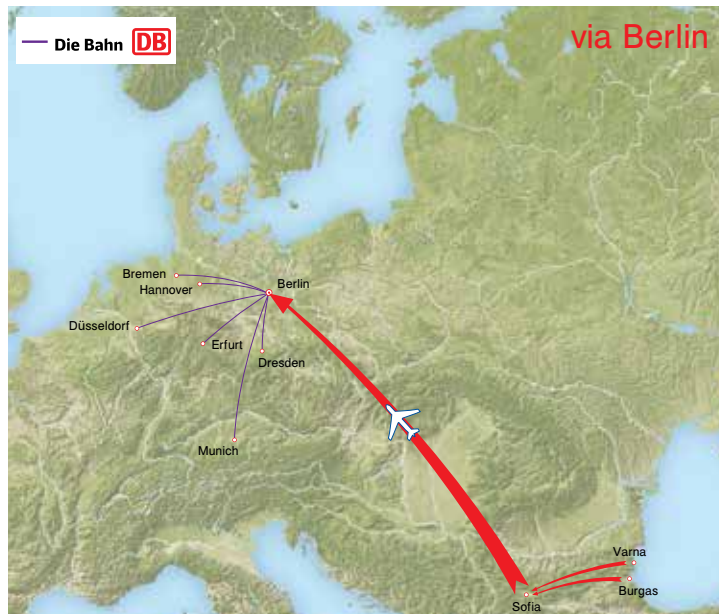 Die Bahn DB
via Berlin
Bremen
Hannover
Berlin
Düsseldorf
Erfurt
Dresden
Munich
Varna
Burgas
Sofia